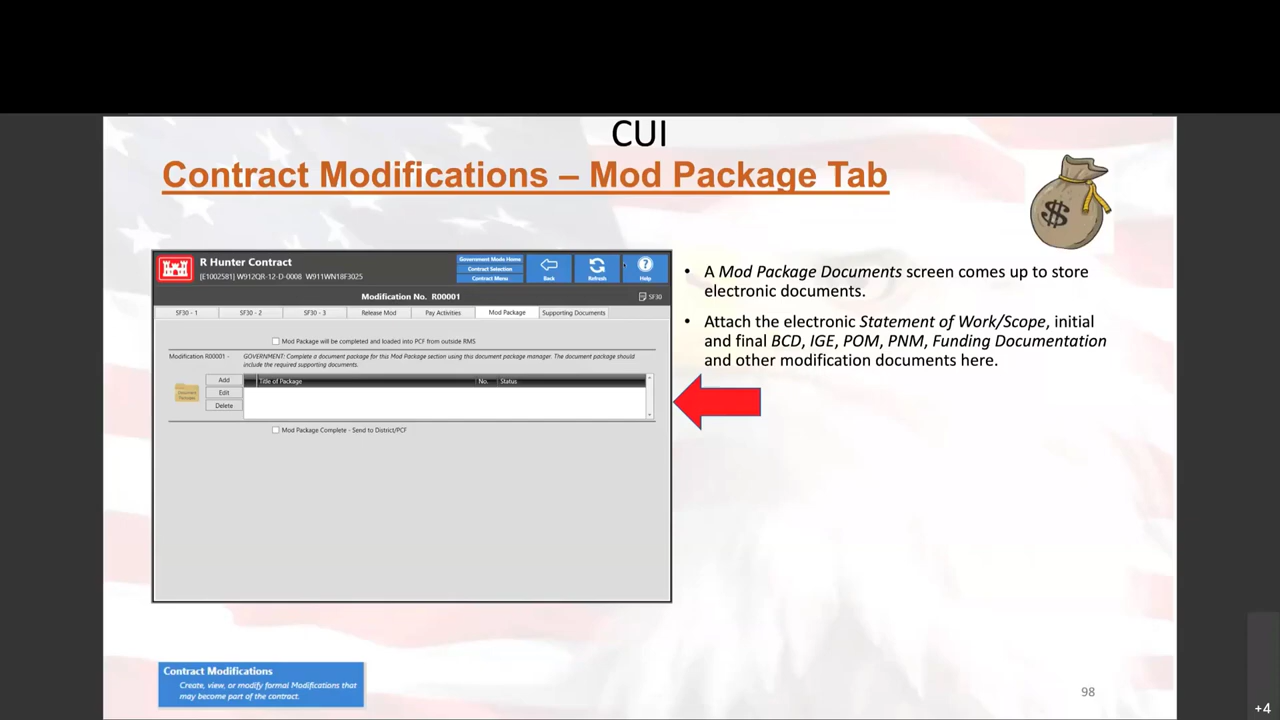 CUI
Contract Modifications – Mod Package Tab
$
R Hunter Contract
[E1002581] W912QR-12-D-0008 W911WN18F3025
Government Mode Home
Contract Selection
Contract Menu
Back
Refresh
?
Help
Modification No. R00001
SF30
SF30 - 1
SF30 - 2
SF30 - 3
Release Mod
Pay Activities
Mod Package
Supporting Documents
Mod Package will be completed and loaded into PCF from outside RMS
Modification R00001 -
GOVERNMENT: Complete a document package for this Mod Package section using this document package manager. The document package should
include the required supporting documents.
Document
Packages
Add
Edit
Delete
Title of Package
No.
Status
Mod Package Complete - Send to District/PCF
• A Mod Package Documents screen comes up to store
electronic documents.
• Attach the electronic Statement of Work/Scope, initial
and final BCD, IGE, POM, PNM, Funding Documentation
and other modification documents here.
Contract Modifications
Create, view, or modify formal Modifications that
may become part of the contract.
98
+4